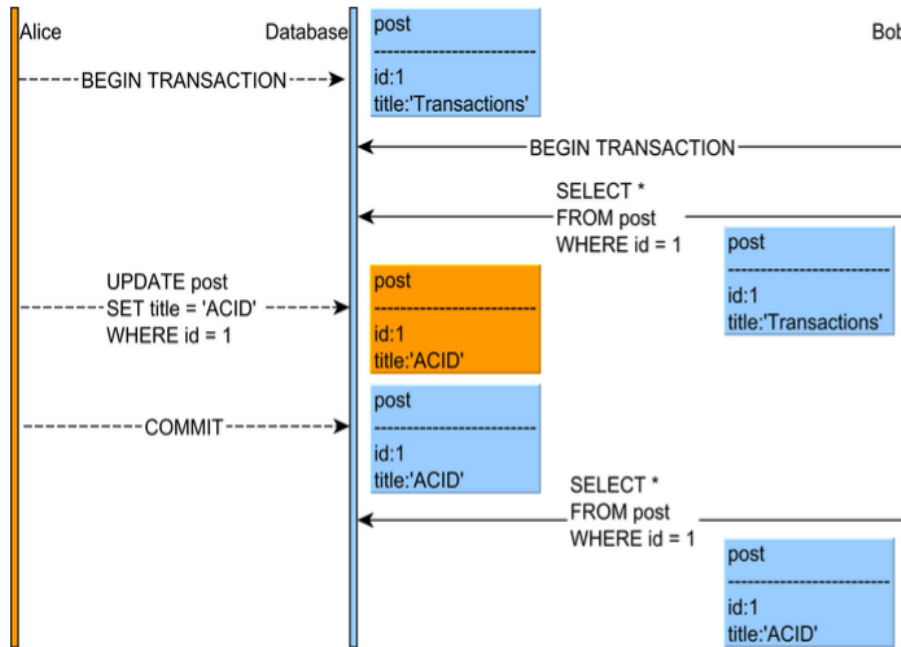 Alice
Database
Bob
post
--------------------------
id:1
title:'Transactions'
BEGIN TRANSACTION
BEGIN TRANSACTION
SELECT *
FROM post
WHERE id = 1
post
--------------------------
id:1
title:'Transactions'
UPDATE post
SET title = 'ACID'
WHERE id = 1
post
--------------------------
id:1
title:'ACID'
COMMIT
post
--------------------------
id:1
title:'ACID'
SELECT *
FROM post
WHERE id = 1
post
--------------------------
id:1
title:'ACID'